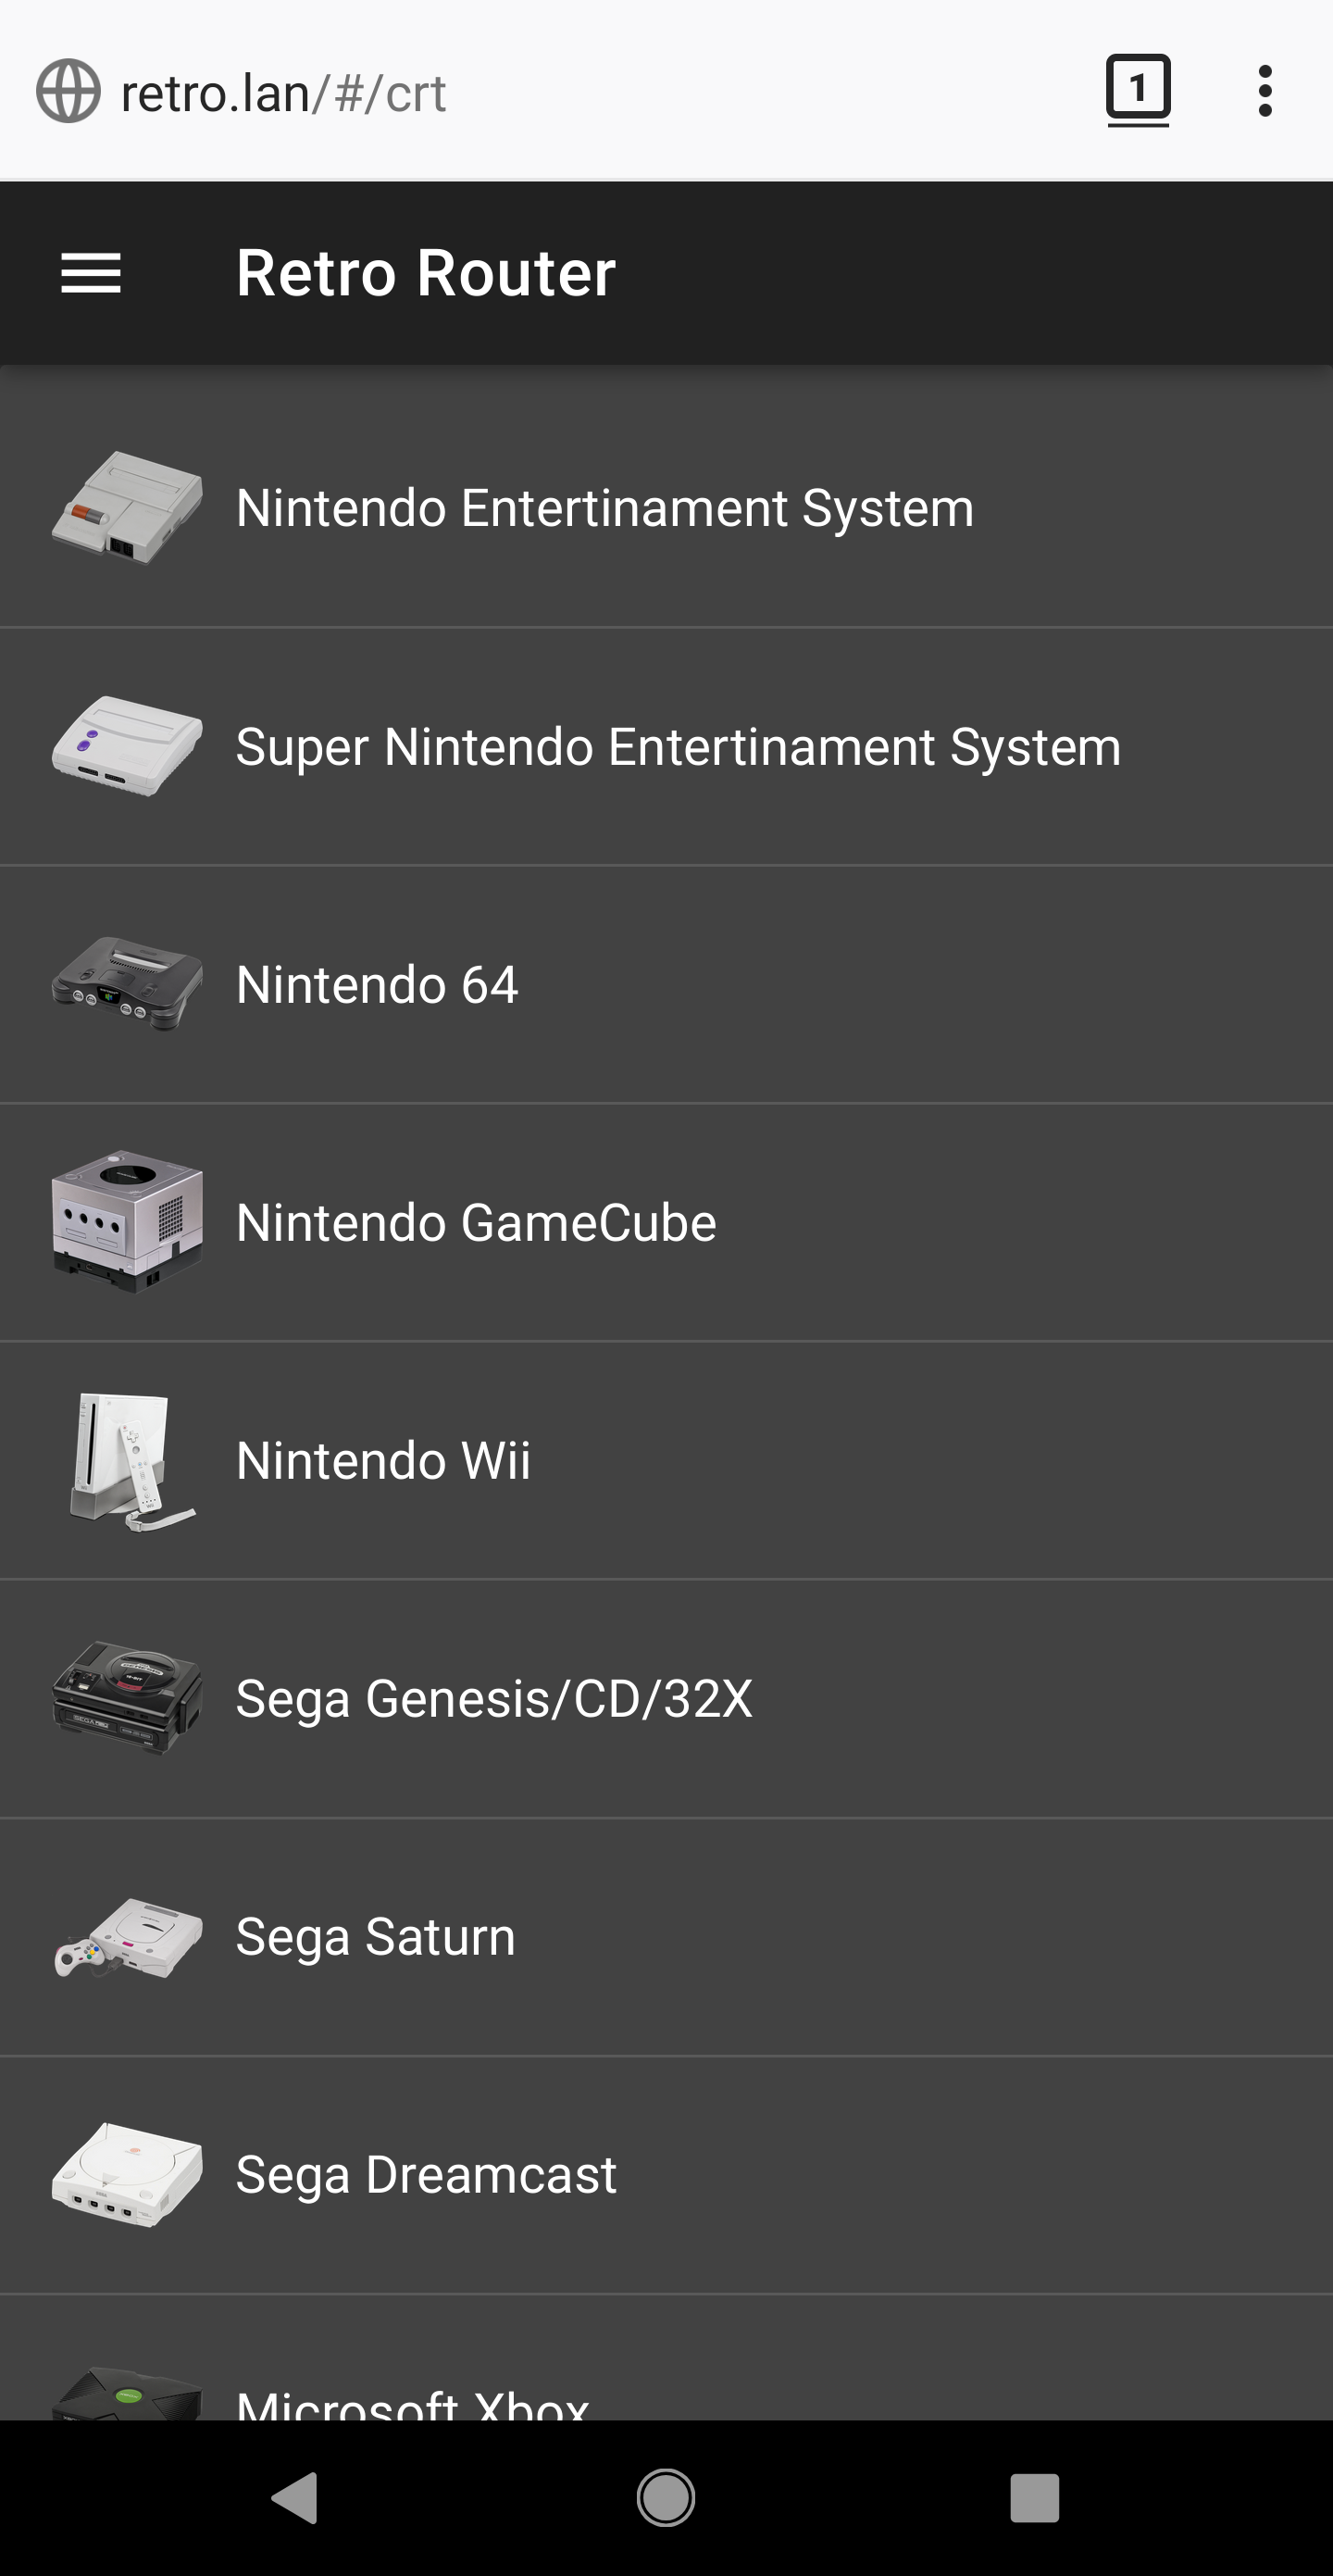 retro.lan/#/crt
1
Retro Router
Nintendo Entertinament System
Super Nintendo Entertinament System
Nintendo 64
Nintendo GameCube
Nintendo Wii
Sega Genesis/CD/32X
Sega Saturn
Sega Dreamcast
Microsoft Xbox